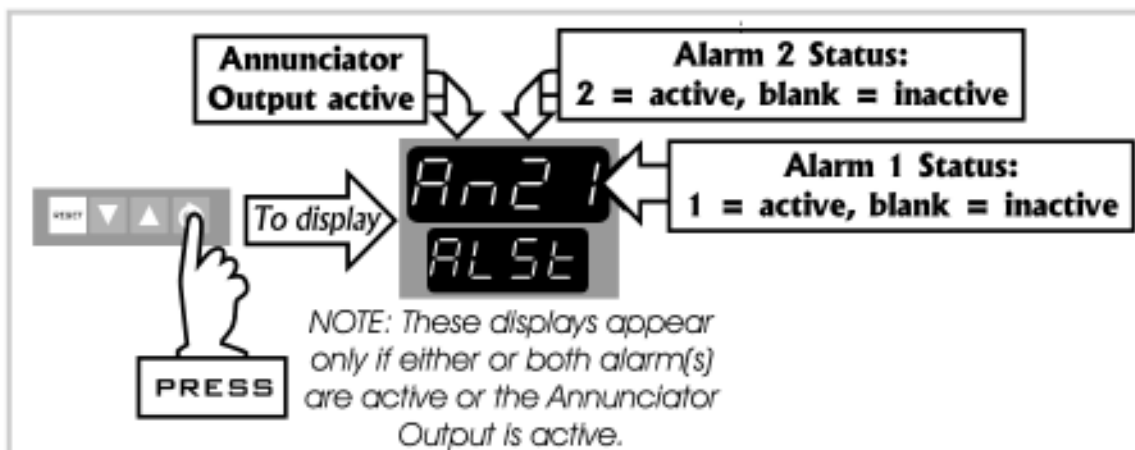 Annunciator
Output active
Alarm 2 Status:
2 = active, blank = inactive
An21
Alarm 1 Status:
1 = active, blank = inactive
RESET
To display
ALSt
NOTE: These displays appear
only if either or both alarm(s)
are active or the Annunciator
Output is active.
PRESS